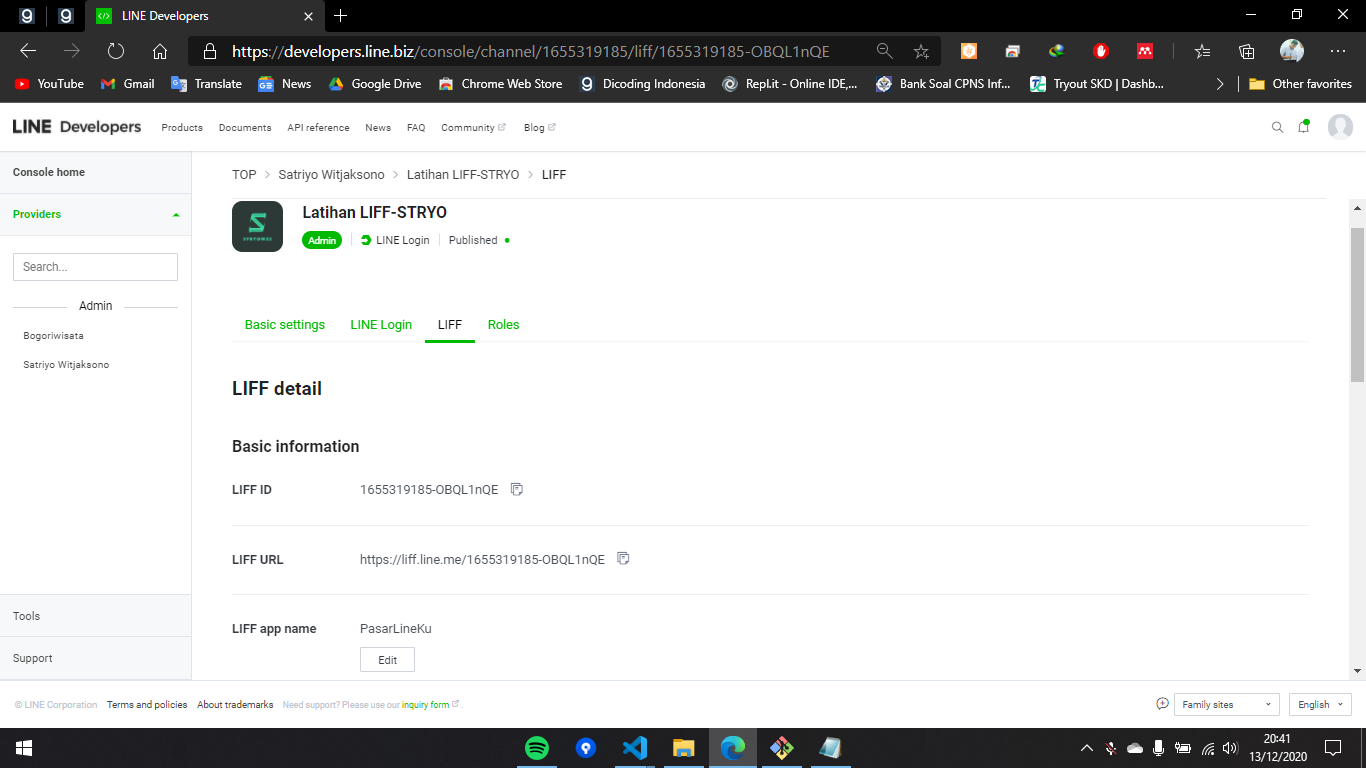 LINE Developers
https://developers.line.biz/console/channel/1655319185/liff/1655319185-OBQL1nQE
YouTube Gmail Translate News Google Drive Chrome Web Store Dicoding Indonesia Repl.it - Online IDE,... Bank Soal CPNS Inf... Tryout SKD | Dashb... Other favorites
LINE Developers Products Documents API reference News FAQ Community Blog
Console home
Providers
Search...
Admin
Bogoriwisata
Satriyo Witjaksono
Tools
Support
TOP > Satriyo Witjaksono > Latihan LIFF-STRYO > LIFF
Latihan LIFF-STRYO
Admin LINE Login Published
Basic settings LINE Login LIFF Roles
LIFF detail
Basic information
LIFF ID 1655319185-OBQL1nQE
LIFF URL https://liff.line.me/1655319185-OBQL1nQE
LIFF app name PasarLineKu
Edit
© LINE Corporation Terms and policies About trademarks Need support? Please use our inquiry form . Family sites English
20:41
13/12/2020